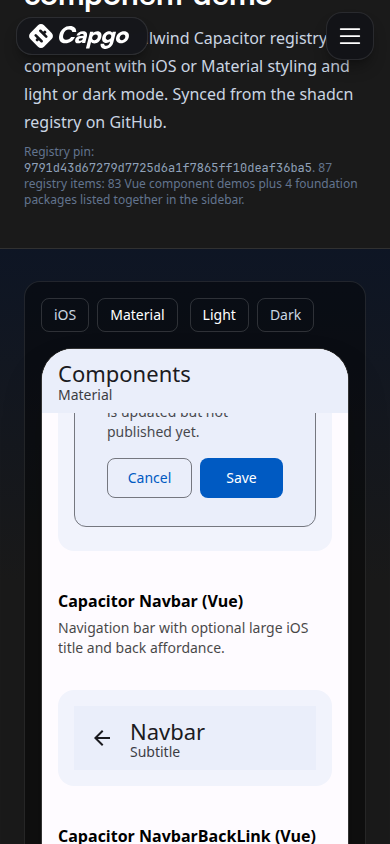 component demo
Capgo
lwind Capacitor registry
component with iOS or Material styling and
light or dark mode. Synced from the shadcn
registry on GitHub.
Registry pin:
9791d43d67279d7725d6a1f7865ff10deaf36ba5. 87
registry items: 83 Vue component demos plus 4 foundation
packages listed together in the sidebar.
iOS
Material
Light
Dark
Components
Material
is updated but not
published yet.
Cancel
Save
Capacitor Navbar (Vue)
Navigation bar with optional large iOS
title and back affordance.
Navbar
Subtitle
Capacitor NavbarBackLink (Vue)